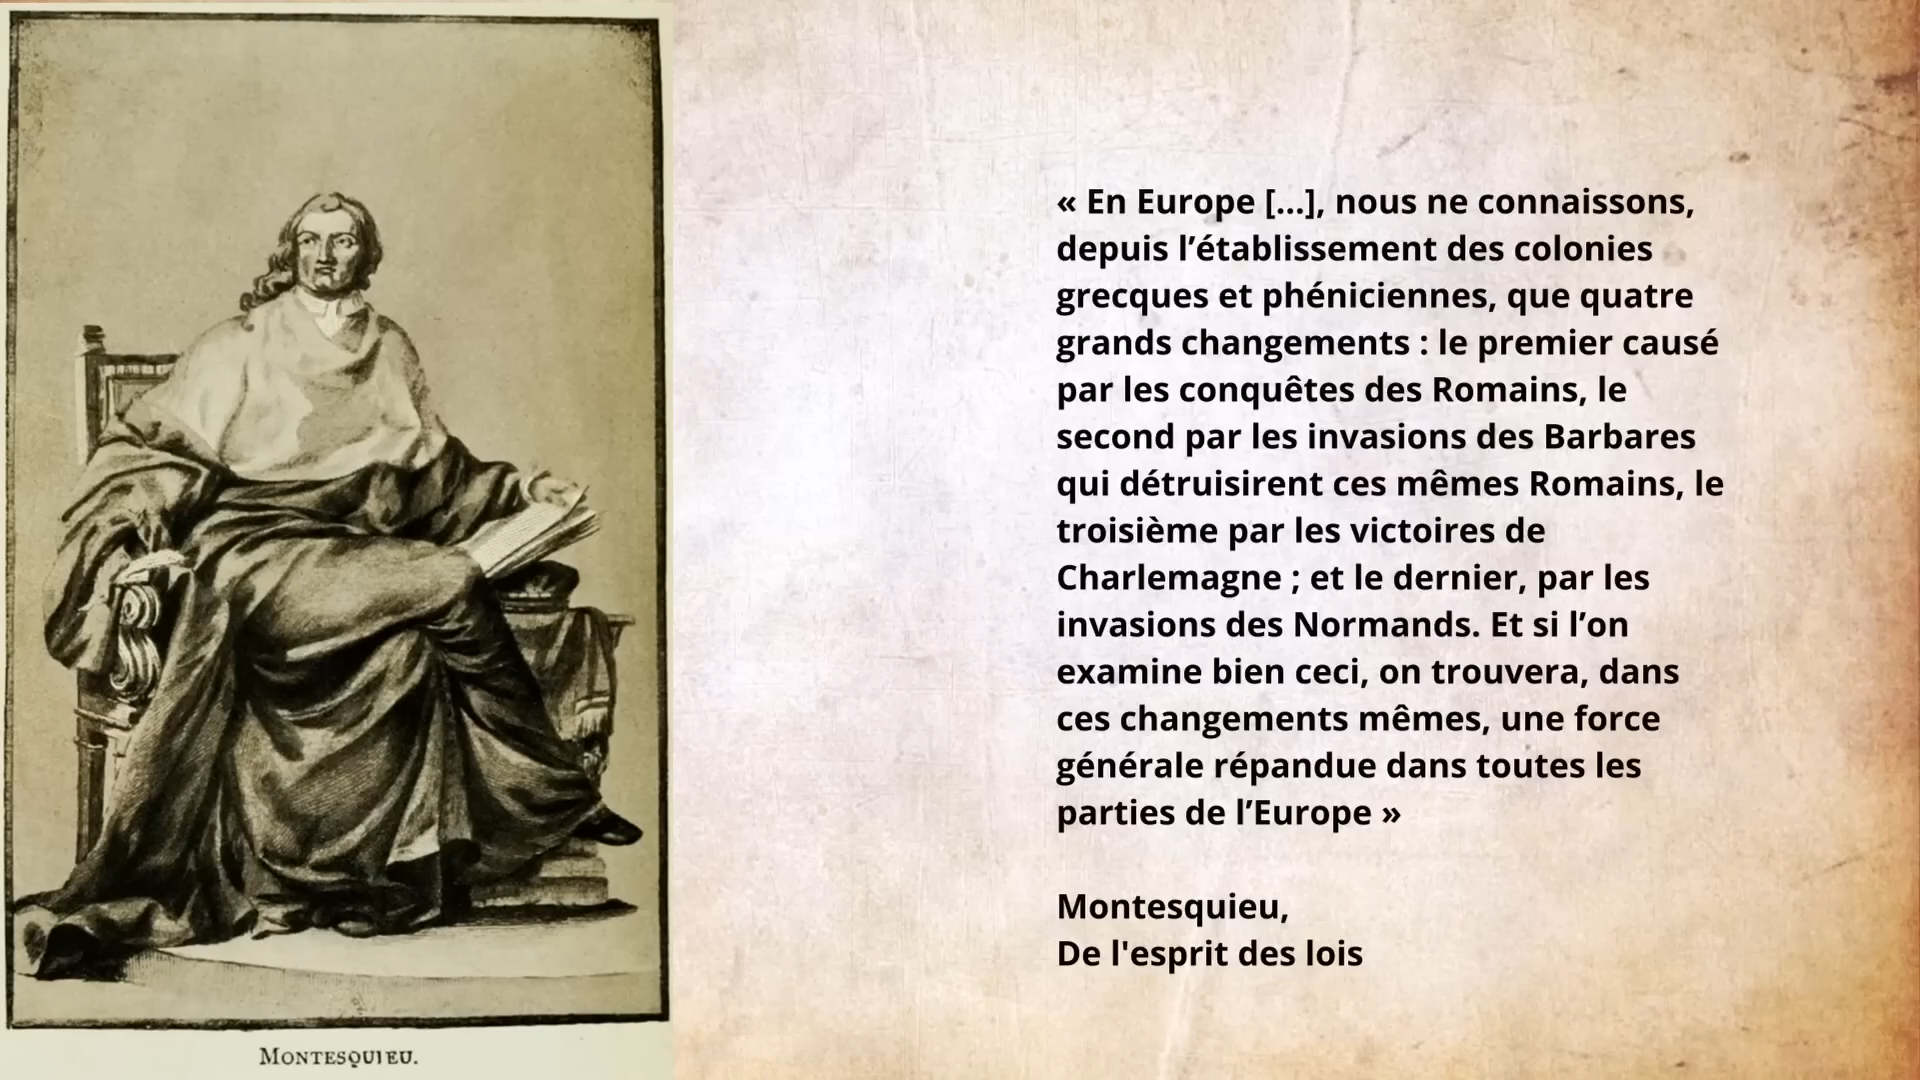 « En Europe [...], nous ne connaissons,
depuis l’établissement des colonies
grecques et phéniciennes, que quatre
grands changements : le premier causé
par les conquêtes des Romains, le
second par les invasions des Barbares
qui détruisirent ces mêmes Romains, le
troisième par les victoires de
Charlemagne ; et le dernier, par les
invasions des Normands. Et si l’on
examine bien ceci, on trouvera, dans
ces changements mêmes, une force
générale répandue dans toutes les
parties de l’Europe »
Montesquieu,
De l'esprit des lois
MONTESQUIEU.